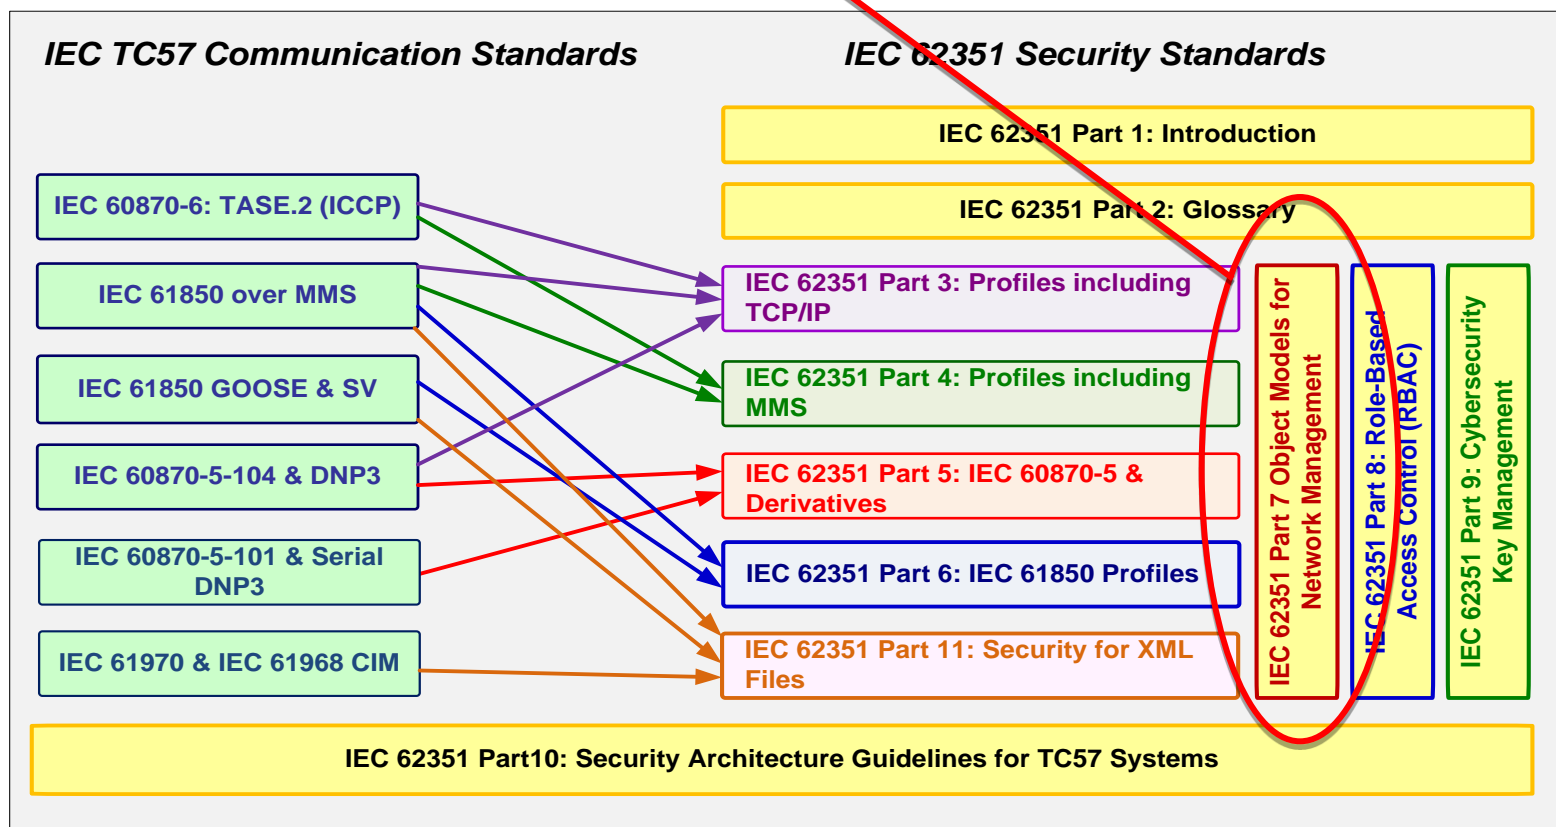 IEC TC57 Communication Standards
IEC 62351 Security Standards
IEC 62351 Part 1: Introduction
IEC 60870-6: TASE.2 (ICCP)
IEC 62351 Part 2: Glossary
IEC 61850 over MMS
IEC 61850 GOOSE & SV
IEC 60870-5-104 & DNP3
IEC 60870-5-101 & Serial
DNP3
IEC 61970 & IEC 61968 CIM
IEC 62351 Part 3: Profiles including
TCP/IP
IEC 62351 Part 4: Profiles including
MMS
IEC 62351 Part 5: IEC 60870-5 &
Derivatives
IEC 62351 Part 6: IEC 61850 Profiles
IEC 62351 Part 11: Security for XML
Files
IEC 62351 Part 7 Object Models for
Network Management
IEC 62351 Part 8: Role-Based
Access Control (RBAC)
IEC 62351 Part 9: Cybersecurity
Key Management
IEC 62351 Part10: Security Architecture Guidelines for TC57 Systems